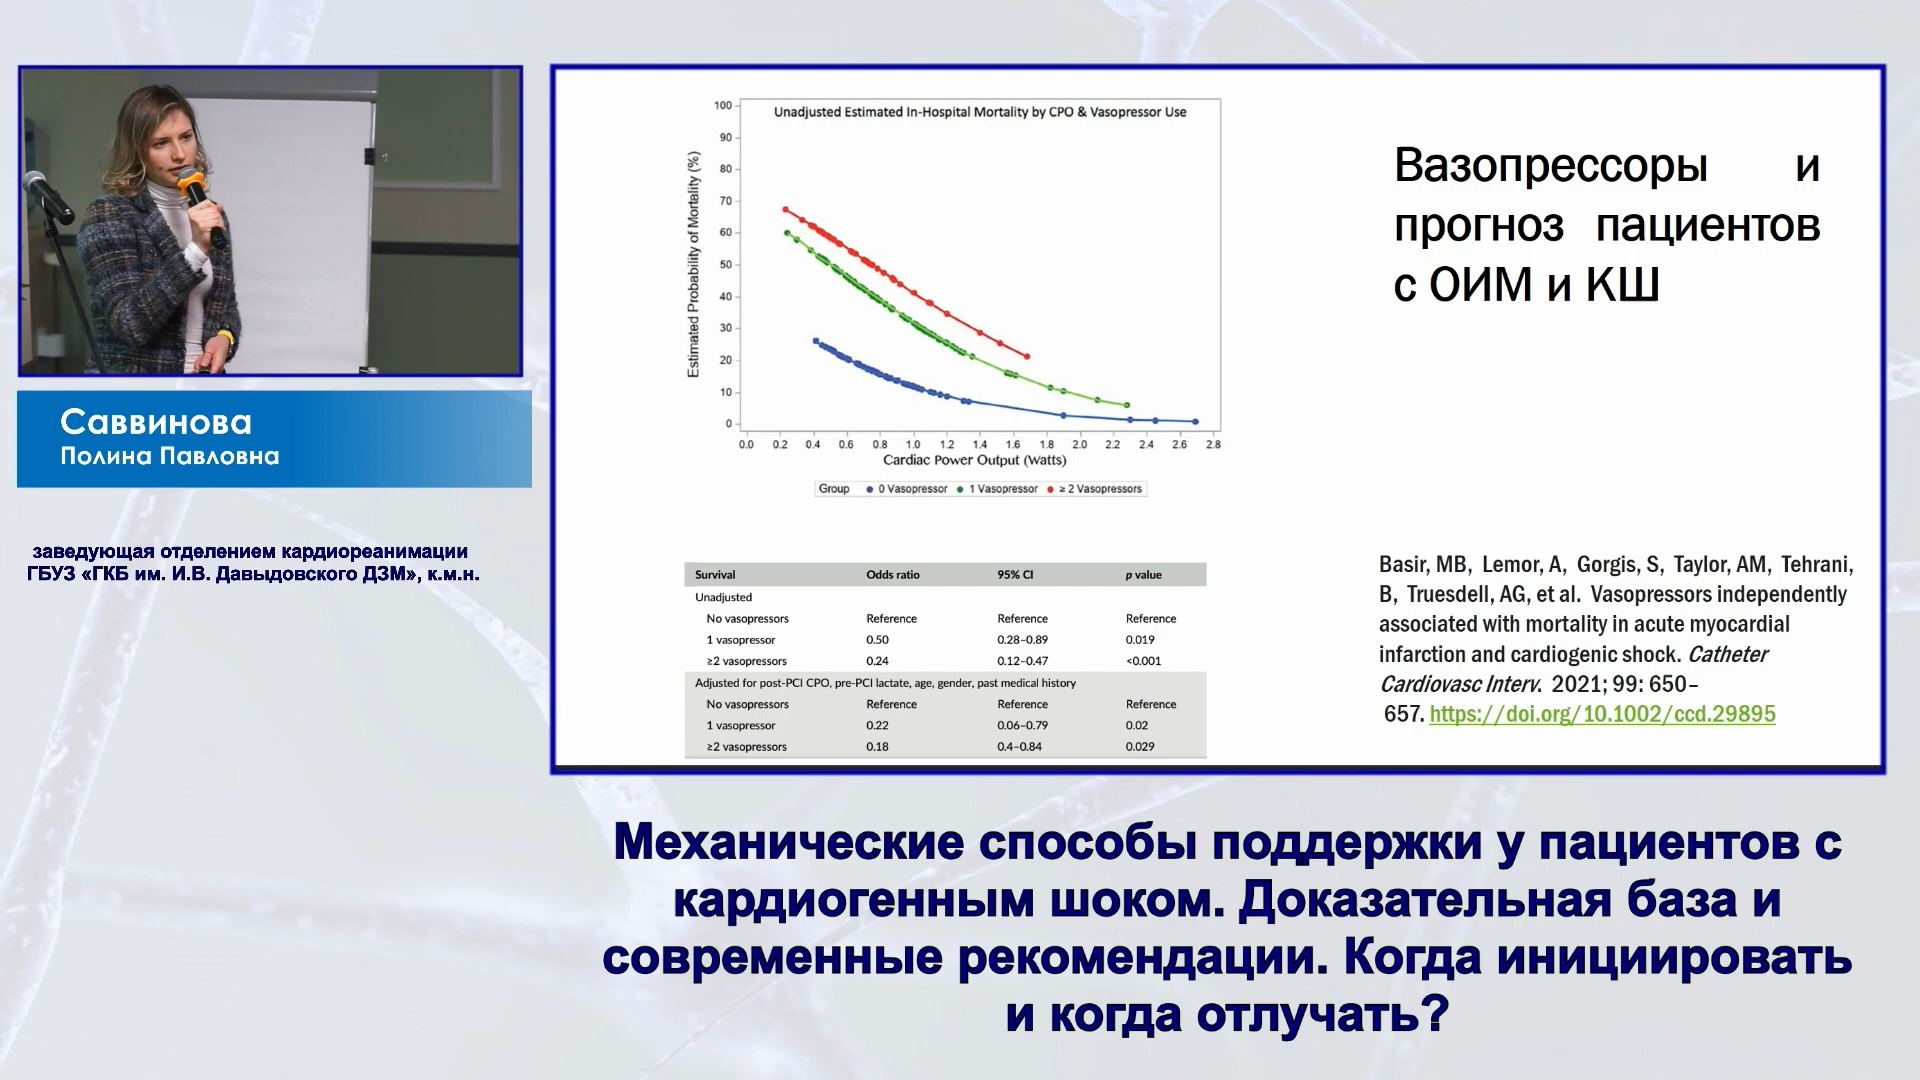 Саввинова
Полина Павловна
заведующая отделением кардиореанимации
ГБУЗ «ГКБ им. И.В. Давыдовского ДЗМ», к.м.н.
Unadjusted Estimated In-Hospital Mortality by CPO & Vasopressor Use
Estimated Probability of Mortality (%)
100
90
80
70
60
50
40
30
20
10
0
0.0 0.2 0.4 0.6 0.8 1.0 1.2 1.4 1.6 1.8 2.0 2.2 2.4 2.6 2.8
Cardiac Power Output (Watts)
Group 0 Vasopressor 1 Vasopressor ≥ 2 Vasopressors
Survival Odds ratio 95% CI p value
Unadjusted
No vasopressors Reference Reference Reference
1 vasopressor 0.50 0.28–0.89 0.019
≥2 vasopressors 0.24 0.12–0.47 <0.001
Adjusted for post-PCI CPO, pre-PCI lactate, age, gender, past medical history
No vasopressors Reference Reference Reference
1 vasopressor 0.22 0.06–0.79 0.02
≥2 vasopressors 0.18 0.4–0.84 0.029
Вазопрессоры и
прогноз пациентов
с ОИМ и КШ
Basir, MB, Lemor, A, Gorgis, S, Taylor, AM, Tehrani,
B, Truesdell, AG, et al. Vasopressors independently
associated with mortality in acute myocardial
infarction and cardiogenic shock. Catheter
Cardiovasc Interv. 2021; 99: 650–
657. https://doi.org/10.1002/ccd.29895
Механические способы поддержки у пациентов с
кардиогенным шоком. Доказательная база и
современные рекомендации. Когда инициировать
и когда отлучать?